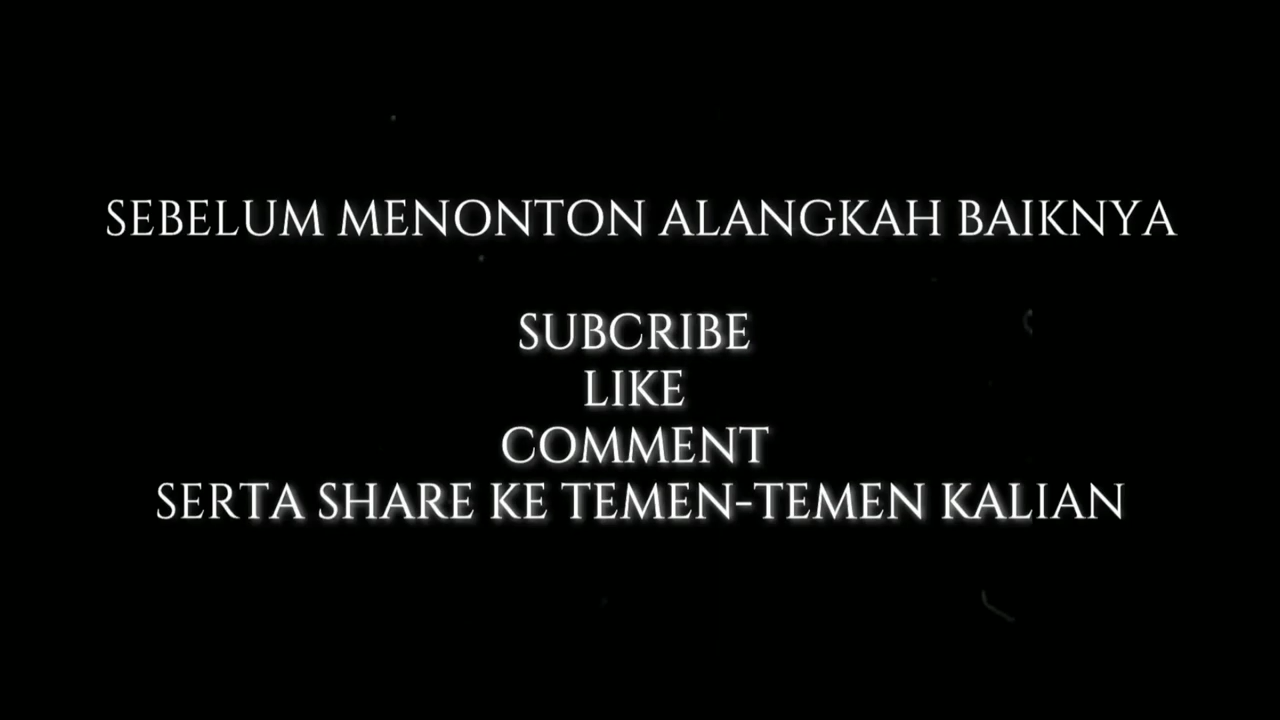 SEBELUM MENONTON ALANGKAH BAIKNYA
SUBCRIBE
LIKE
COMMENT
SERTA SHARE KE TEMEN-TEMEN KALIAN